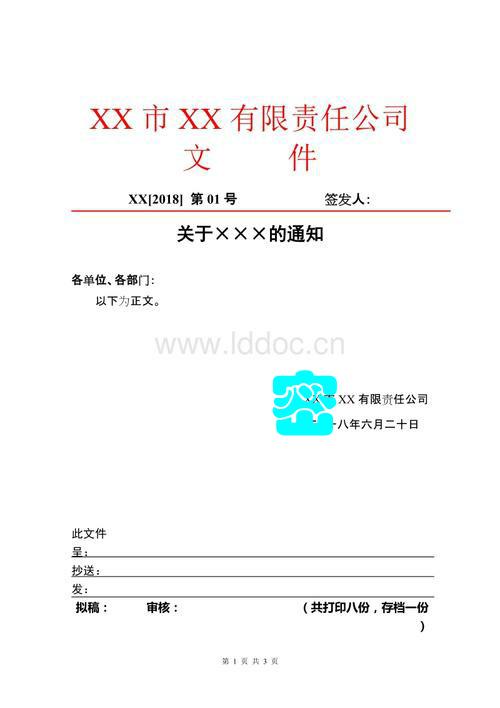 XX 市 XX 有限责任公司
文 件
XX[2018] 第 01 号 签发人：
关于×××的通知
各单位、各部门：
以下为正文。
www.lddoc.cn
XX 市 XX 有限责任公司
一八年六月二十日
此文件
呈：
抄送：
发：
拟稿： 审核： （共打印八份，存档一份
）
第 1 页 共 3 页